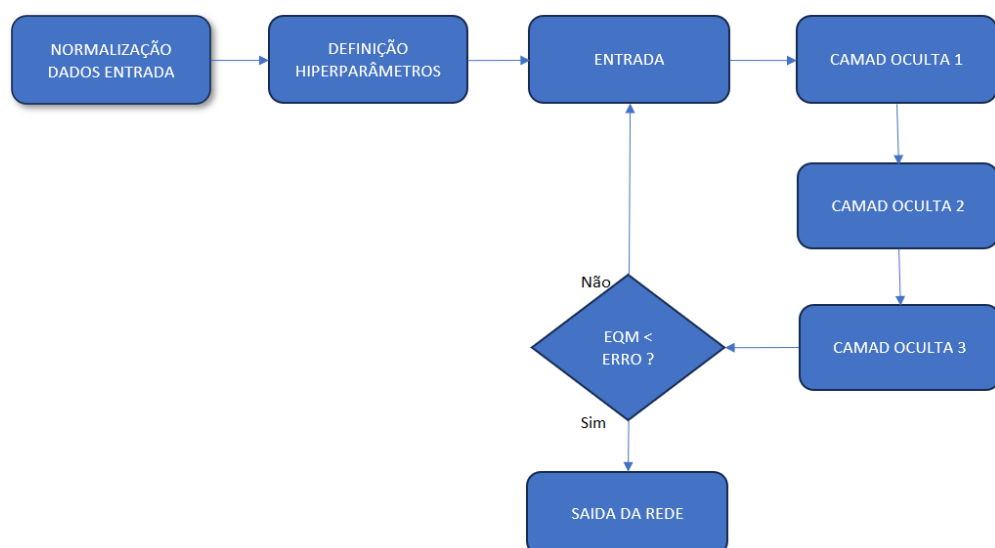 NORMALIZAÇÃO
DADOS ENTRADA
DEFINIÇÃO
HIPERPARÂMETROS
ENTRADA
CAMAD OCULTA 1
CAMAD OCULTA 2
CAMAD OCULTA 3
Não
EQM <
ERRO ?
Sim
SAIDA DA REDE